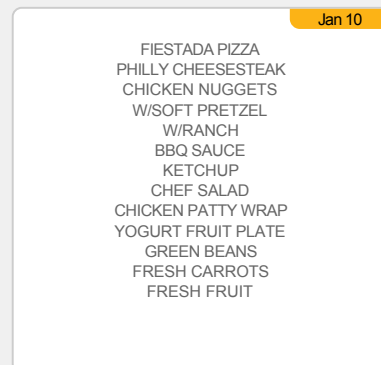 Jan 10
FIESTADA PIZZA
PHILLY CHEESESTEAK
CHICKEN NUGGETS
W/SOFT PRETZEL
W/RANCH
BBQ SAUCE
KETCHUP
CHEF SALAD
CHICKEN PATTY WRAP
YOGURT FRUIT PLATE
GREEN BEANS
FRESH CARROTS
FRESH FRUIT